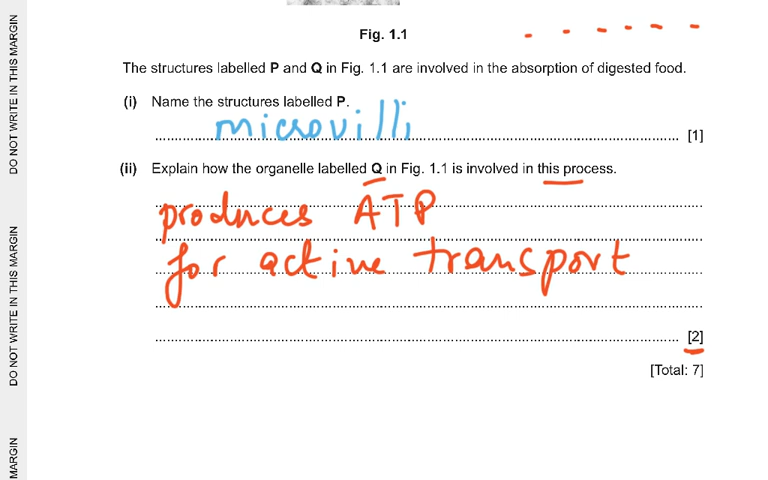 Fig. 1.1
The structures labelled P and Q in Fig. 1.1 are involved in the absorption of digested food.
(i) Name the structures labelled P.
microvilli
[1]
(ii) Explain how the organelle labelled Q in Fig. 1.1 is involved in this process.
produces ATP
for active transport
[2]
[Total: 7]
DO NOT WRITE IN THIS MARGIN
DO NOT WRITE IN THIS MARGIN
MARGIN